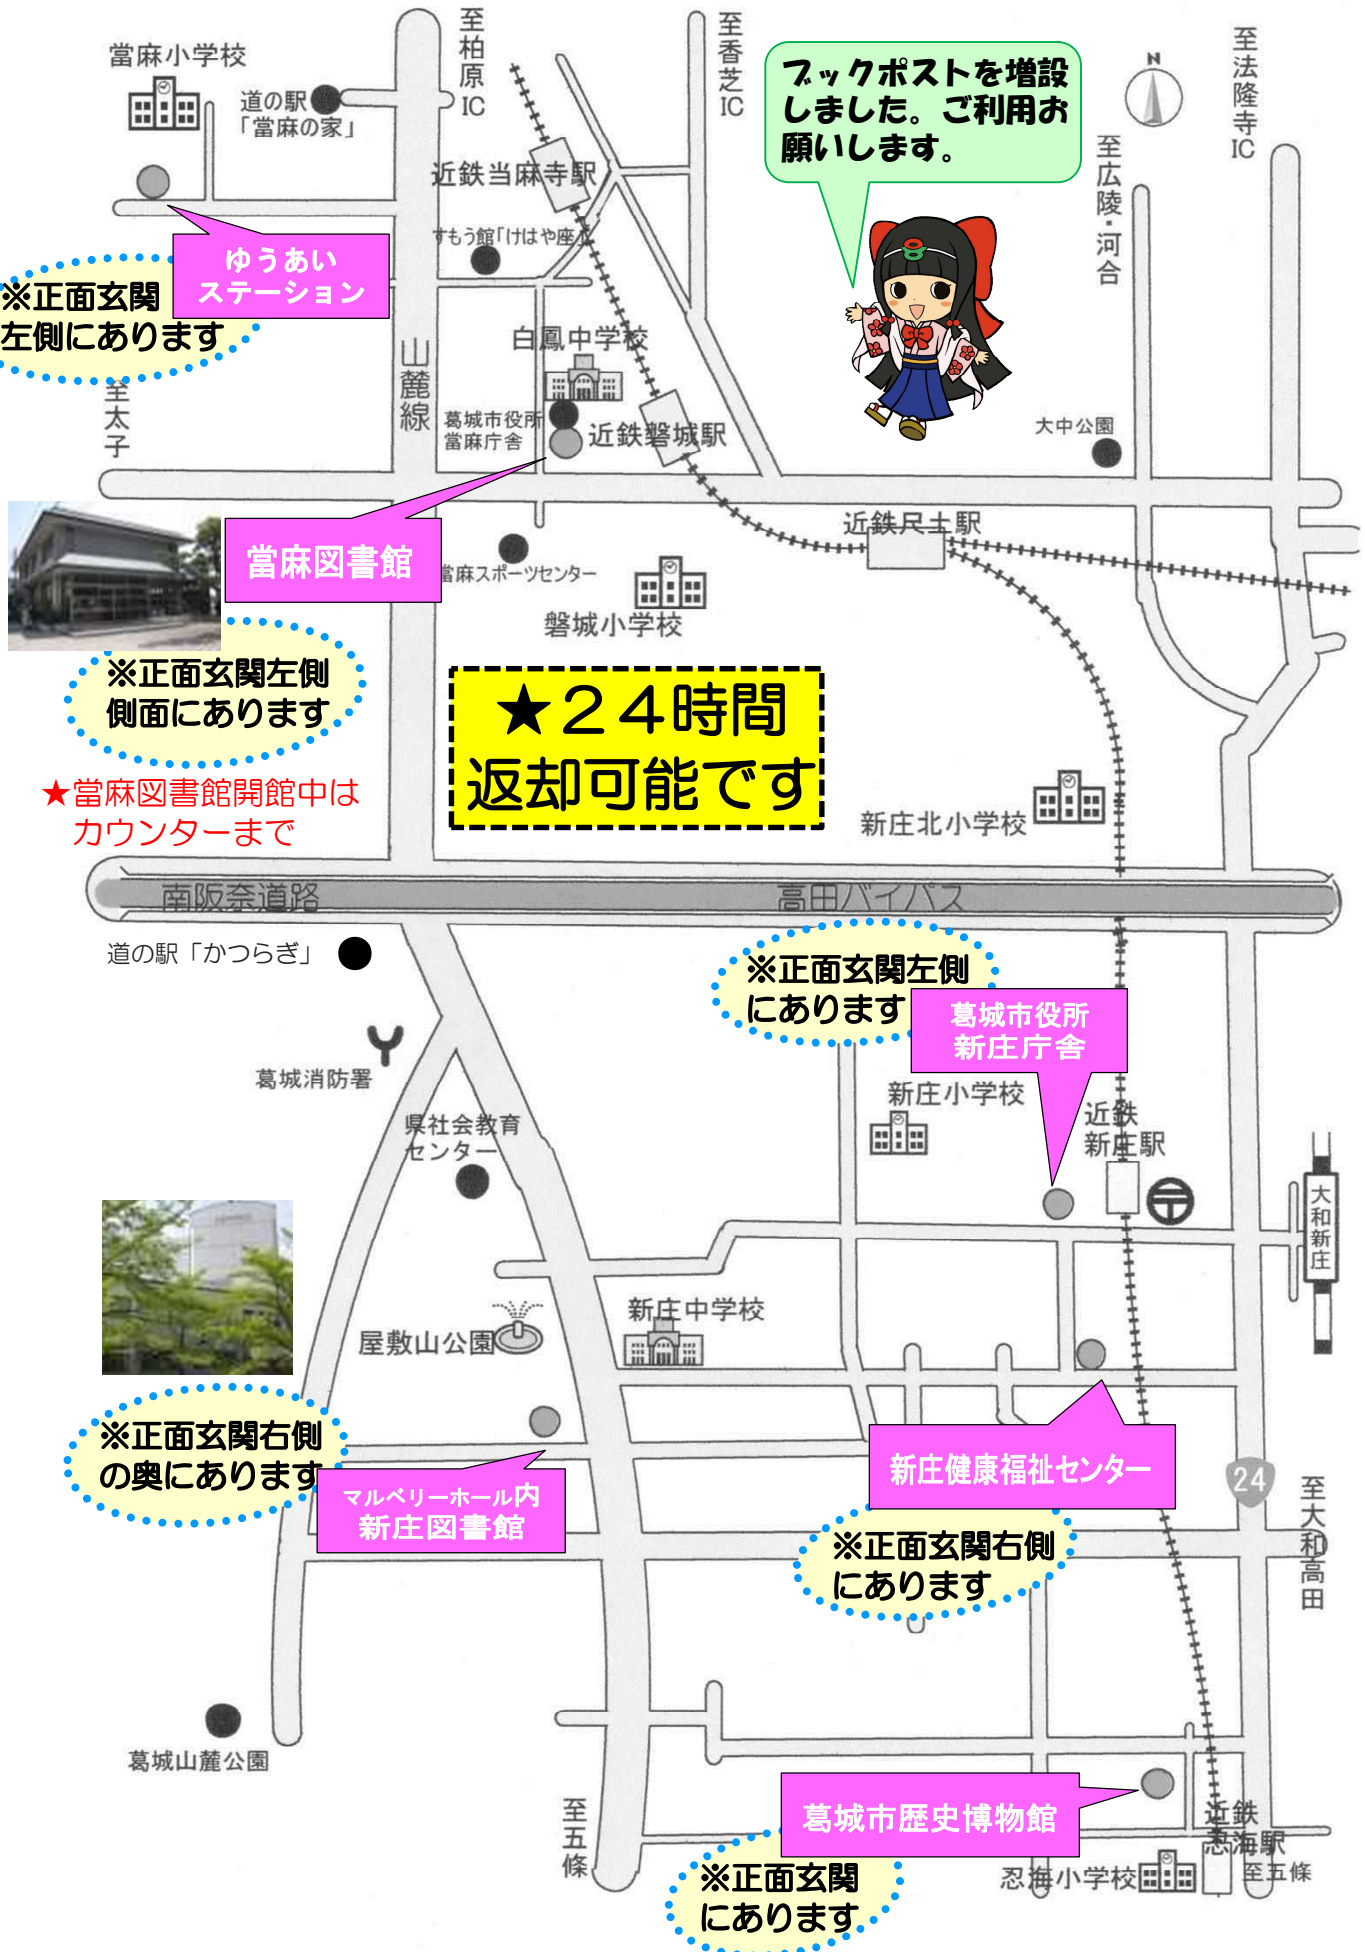 至柏原IC
至香芝IC
ブックポストを増設
しました。ご利用お
願いします。
N
至法隆寺IC
至広陵・河合
當麻小学校
道の駅
「當麻の家」
近鉄当麻寺駅
すもう館「けはや座」
ゆうあい
ステーション
※正面玄関
左側にあります
至太子
山麓線
白鳳中学校
葛城市役所
當麻庁舎
近鉄磐城駅
大中公園
當麻図書館
近鉄尺土駅
當麻スポーツセンター
磐城小学校
※正面玄関左側
側面にあります
★當麻図書館開館中は
カウンターまで
★24時間
返却可能です
新庄北小学校
南阪奈道路
高田バイパス
道の駅「かつらぎ」
※正面玄関左側
にあります
葛城市役所
新庄庁舎
葛城消防署
新庄小学校
近鉄
新庄駅
県社会教育
センター
大和新庄
新庄中学校
屋敷山公園
※正面玄関右側
の奥にあります
マルベリーホール内
新庄図書館
新庄健康福祉センター
24
至大和高田
※正面玄関右側
にあります
葛城山麓公園
至五條
葛城市歴史博物館
近鉄
忍海駅
至五條
忍海小学校
※正面玄関
にあります